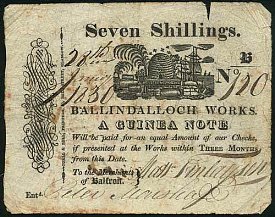 Seven Shillings.
28th
No 920
1830
BALLINDALLOCH WORKS.
A GUINEA NOTE
Will be paid for an equal Amount of our Checks,
if presented at the Works within THREE MONTHS
from this Date.
To the Merchants
of Balfron.
Entd.